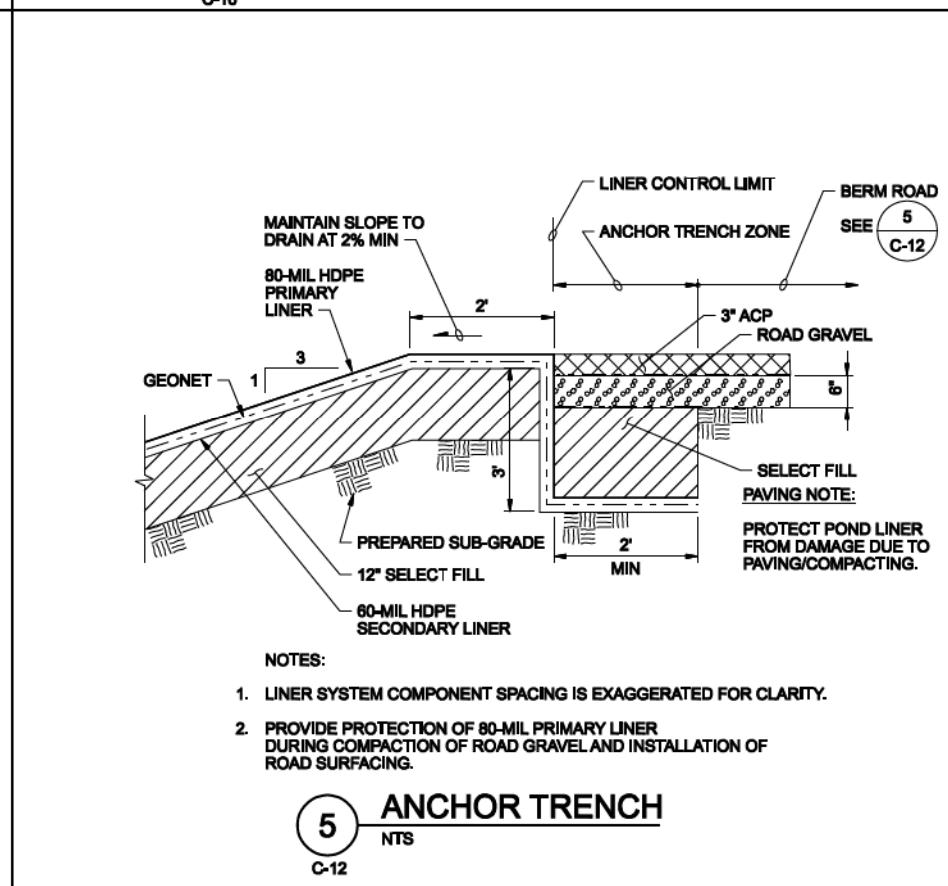 C-10
LINER CONTROL LIMIT
BERM ROAD
SEE 5
C-12
MAINTAIN SLOPE TO
DRAIN AT 2% MIN
ANCHOR TRENCH ZONE
80-MIL HDPE
PRIMARY
LINER
2'
3" ACP
ROAD GRAVEL
3
1
GEONET
6"
3'
SELECT FILL
PAVING NOTE:
PROTECT POND LINER
FROM DAMAGE DUE TO
PAVING/COMPACTING.
PREPARED SUB-GRADE
2'
MIN
12" SELECT FILL
60-MIL HDPE
SECONDARY LINER
NOTES:
1. LINER SYSTEM COMPONENT SPACING IS EXAGGERATED FOR CLARITY.
2. PROVIDE PROTECTION OF 80-MIL PRIMARY LINER
DURING COMPACTION OF ROAD GRAVEL AND INSTALLATION OF
ROAD SURFACING.
5 ANCHOR TRENCH
NTS
C-12